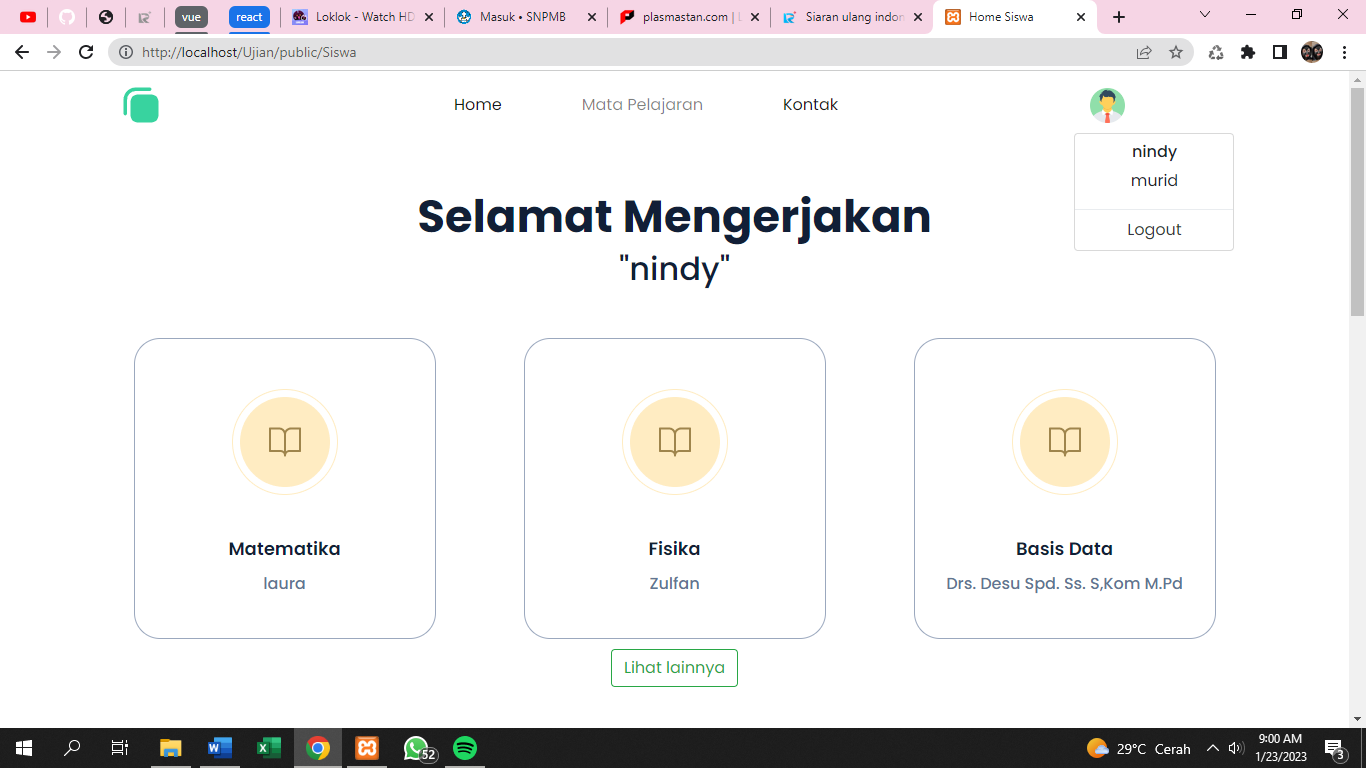 vue
react
Loklok - Watch HD
Masuk • SNPMB
plasmastan.com | L
Siaran ulang indon
Home Siswa
http://localhost/Ujian/public/Siswa
Home
Mata Pelajaran
Kontak
nindy
murid
Logout
Selamat Mengerjakan
"nindy"
Matematika
laura
Fisika
Zulfan
Basis Data
Drs. Desu Spd. Ss. S,Kom M.Pd
Lihat lainnya
52
29°C Cerah
9:00 AM
1/23/2023
3